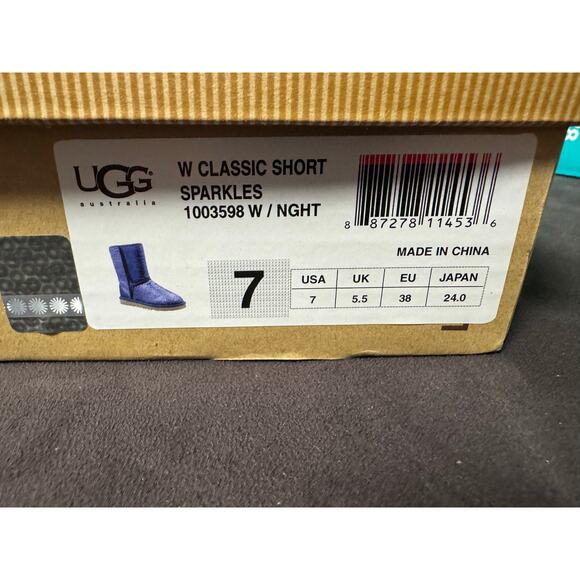 UGG
australia
W CLASSIC SHORT
SPARKLES
1003598 W / NGHT
8 87278 11453 6
MADE IN CHINA
7
USA UK EU JAPAN
7 5.5 38 24.0